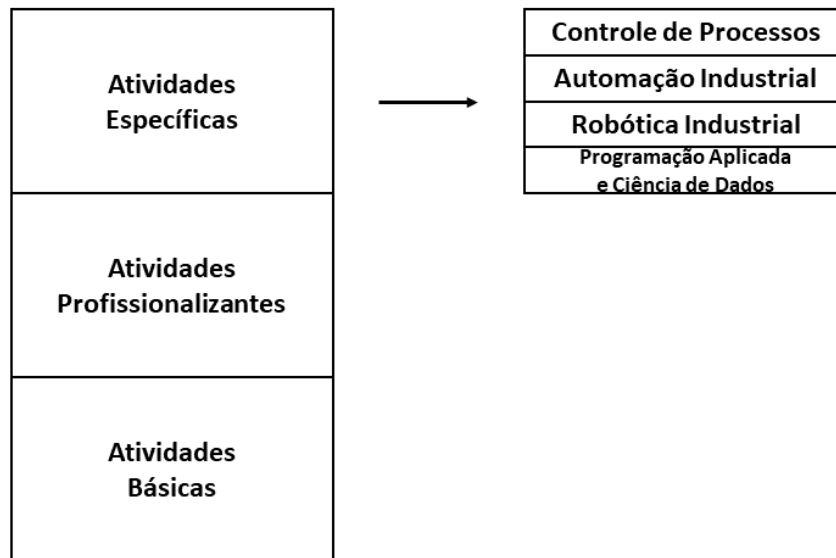 Atividades
Específicas
Controle de Processos
Automação Industrial
Robótica Industrial
Programação Aplicada
e Ciência de Dados
Atividades
Profissionalizantes
Atividades
Básicas